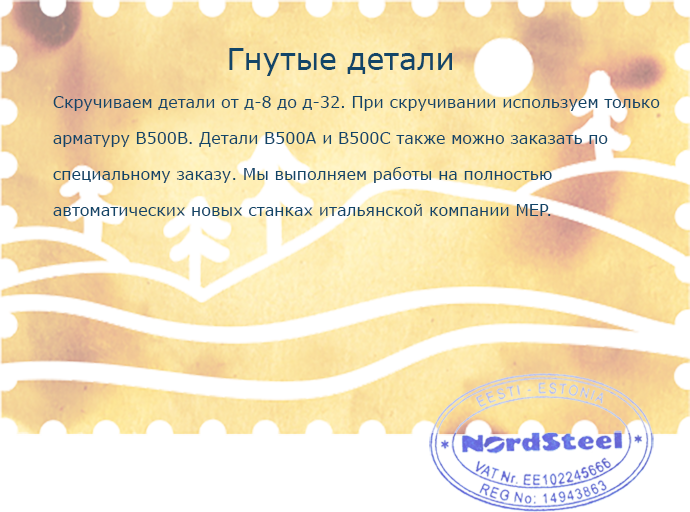 Гнутые детали
Скручиваем детали от д-8 до д-32. При скручивании используем только
арматуру B500B. Детали B500A и B500C также можно заказать по
специальному заказу. Мы выполняем работы на полностью
автоматических новых станках итальянской компании MEP.
EESTI - ESTONIA
* NordSteel *
VAT Nr. EE102245666
REG No: 14943863